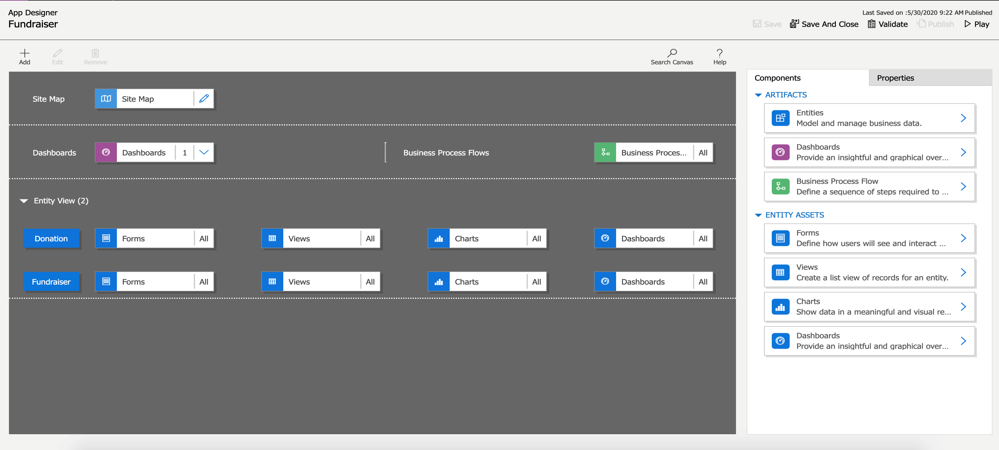 App Designer
Fundraiser
Last Saved on :5/30/2020 9:22 AM Published
Save
Save And Close
Validate
Publish
Play
Add
Edit
Remove
Search Canvas
Help
Site Map
Site Map
Dashboards
Dashboards
1
Business Process Flows
Business Proces...
All
Entity View (2)
Donation
Forms
All
Views
All
Charts
All
Dashboards
All
Fundraiser
Forms
All
Views
All
Charts
All
Dashboards
All
Components
Properties
ARTIFACTS
Entities
Model and manage business data.
Dashboards
Provide an insightful and graphical over...
Business Process Flow
Define a sequence of steps required to ...
ENTITY ASSETS
Forms
Define how users will see and interact ...
Views
Create a list view of records for an entity.
Charts
Show data in a meaningful and visual re...
Dashboards
Provide an insightful and graphical over...